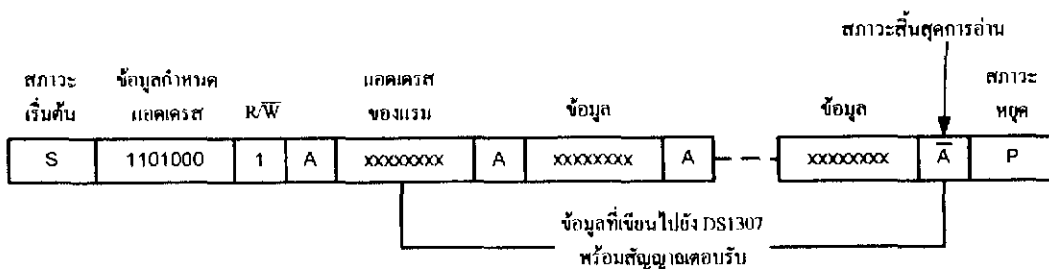 สภาวะสิ้นสุดการอ่าน
สภาวะ
เริ่มต้น
ข้อมูลกำหนด
แอดเดรส
R/W̅
แอดเดรส
ของแรม
ข้อมูล
ข้อมูล
สภาวะ
หยุด
S 1101000 1 A xxxxxxxx A xxxxxxxx A xxxxxxxx A̅ P
ข้อมูลที่เขียนไปยัง DS1307
พร้อมสัญญาณตอบรับ